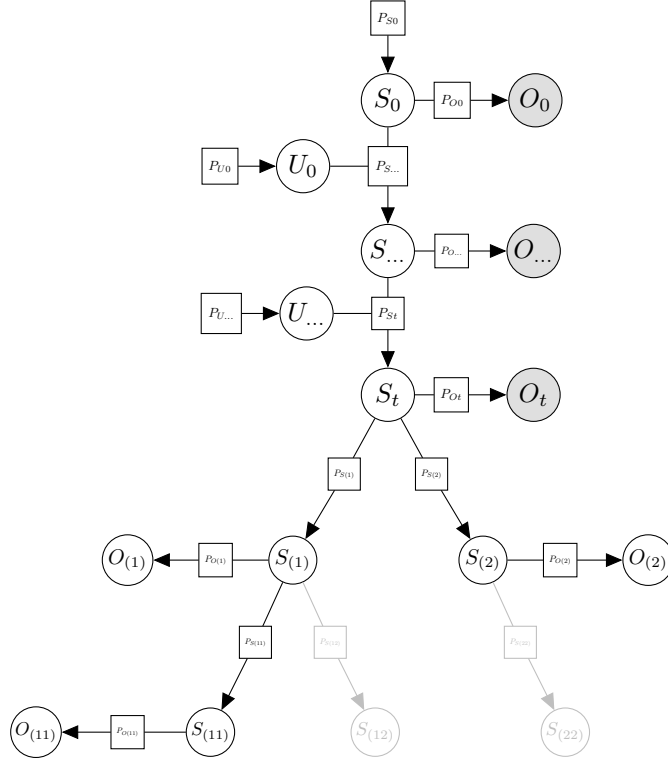 P_{S0}
S_0 P_{O0} O_0
P_{U0} U_0 P_{S...}
S_{...} P_{O...} O_{...}
P_{U...} U_{...} P_{St}
S_t P_{Ot} O_t
P_{S(1)} P_{S(2)}
O_{(1)} P_{O(1)} S_{(1)} S_{(2)} P_{O(2)} O_{(2)}
P_{S(11)} P_{S(12)} P_{S(22)}
O_{(11)} P_{O(11)} S_{(11)} S_{(12)} S_{(22)}